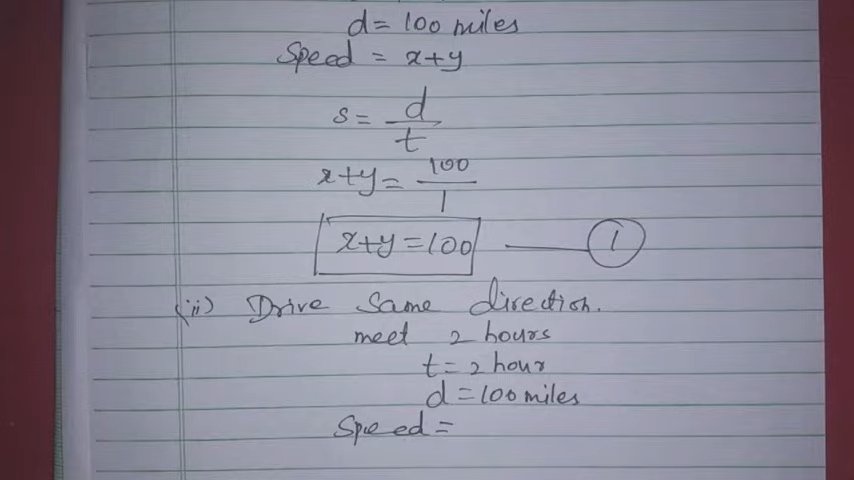 d = 100 miles
Speed = x+y
s = d/t
x+y = 100/1
x+y = 100 —— 1
(ii) Drive same direction.
meet 2 hours
t = 2 hour
d = 100 miles
Speed =